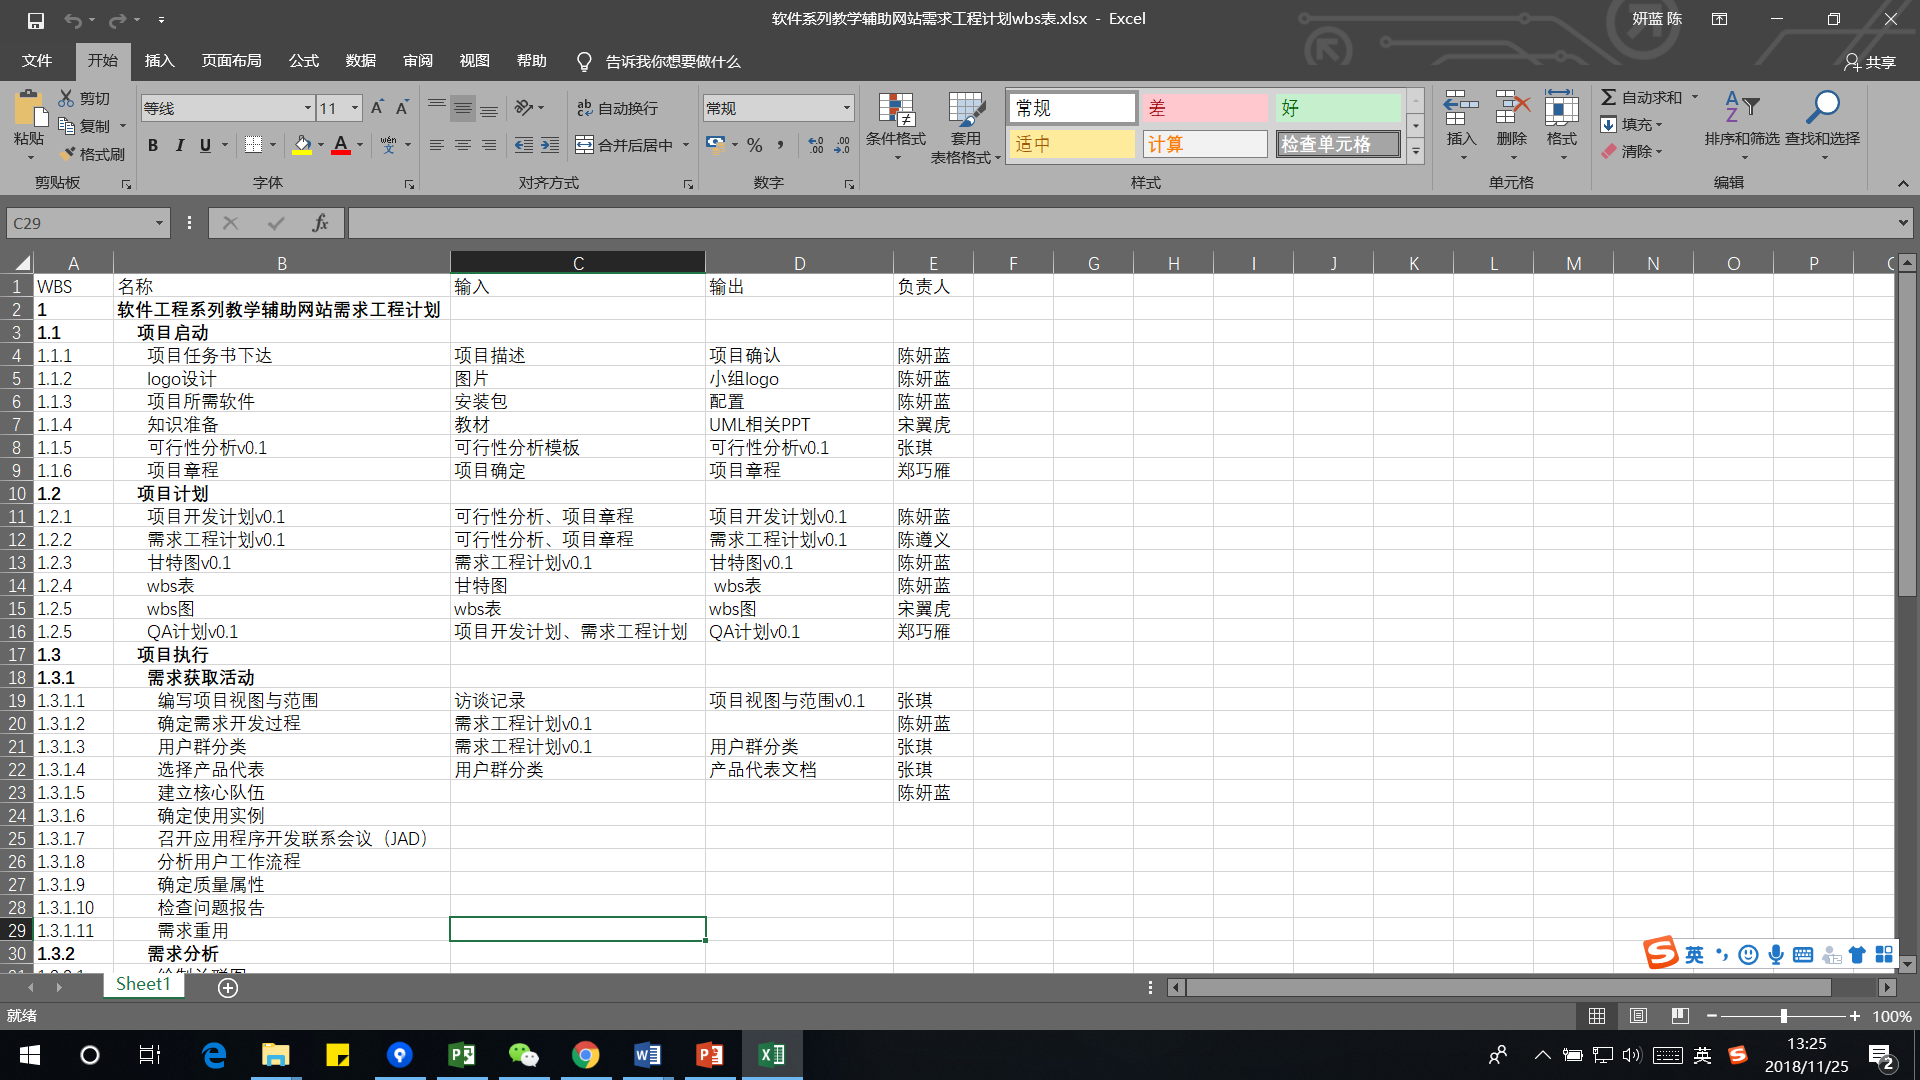 软件系列教学辅助网站需求工程计划wbs表.xlsx - Excel
妍蓝 陈
文件 开始 插入 页面布局 公式 数据 审阅 视图 帮助 告诉我你想要做什么 共享
粘贴 剪切 复制 格式刷 剪贴板
等线 11 B I U A wén 文 字体
自动换行 合并后居中 对齐方式
常规 % 数字
条件格式 套用表格格式 常规 差 好 适中 计算 检查单元格 样式
插入 删除 格式 单元格
自动求和 填充 清除 排序和筛选 查找和选择 编辑
C29 fx
A B C D E F G H I J K L M N O P
1 WBS 名称 输入 输出 负责人
2 1 软件工程系列教学辅助网站需求工程计划
3 1.1 项目启动
4 1.1.1 项目任务书下达 项目描述 项目确认 陈妍蓝
5 1.1.2 logo设计 图片 小组logo 陈妍蓝
6 1.1.3 项目所需软件 安装包 配置 陈妍蓝
7 1.1.4 知识准备 教材 UML相关PPT 宋翼虎
8 1.1.5 可行性分析v0.1 可行性分析模板 可行性分析v0.1 张琪
9 1.1.6 项目章程 项目确定 项目章程 郑巧雁
10 1.2 项目计划
11 1.2.1 项目开发计划v0.1 可行性分析、项目章程 项目开发计划v0.1 陈妍蓝
12 1.2.2 需求工程计划v0.1 可行性分析、项目章程 需求工程计划v0.1 陈遵义
13 1.2.3 甘特图v0.1 需求工程计划v0.1 甘特图v0.1 陈妍蓝
14 1.2.4 wbs表 甘特图 wbs表 陈妍蓝
15 1.2.5 wbs图 wbs表 wbs图 宋翼虎
16 1.2.5 QA计划v0.1 项目开发计划、需求工程计划 QA计划v0.1 郑巧雁
17 1.3 项目执行
18 1.3.1 需求获取活动
19 1.3.1.1 编写项目视图与范围 访谈记录 项目视图与范围v0.1 张琪
20 1.3.1.2 确定需求开发过程 需求工程计划v0.1 陈妍蓝
21 1.3.1.3 用户群分类 需求工程计划v0.1 用户群分类 张琪
22 1.3.1.4 选择产品代表 用户群分类 产品代表文档 张琪
23 1.3.1.5 建立核心队伍 陈妍蓝
24 1.3.1.6 确定使用实例
25 1.3.1.7 召开应用程序开发联系会议（JAD）
26 1.3.1.8 分析用户工作流程
27 1.3.1.9 确定质量属性
28 1.3.1.10 检查问题报告
29 1.3.1.11 需求重用
30 1.3.2 需求分析
英
Sheet1
就绪 100%
英 13:25
2018/11/25 2